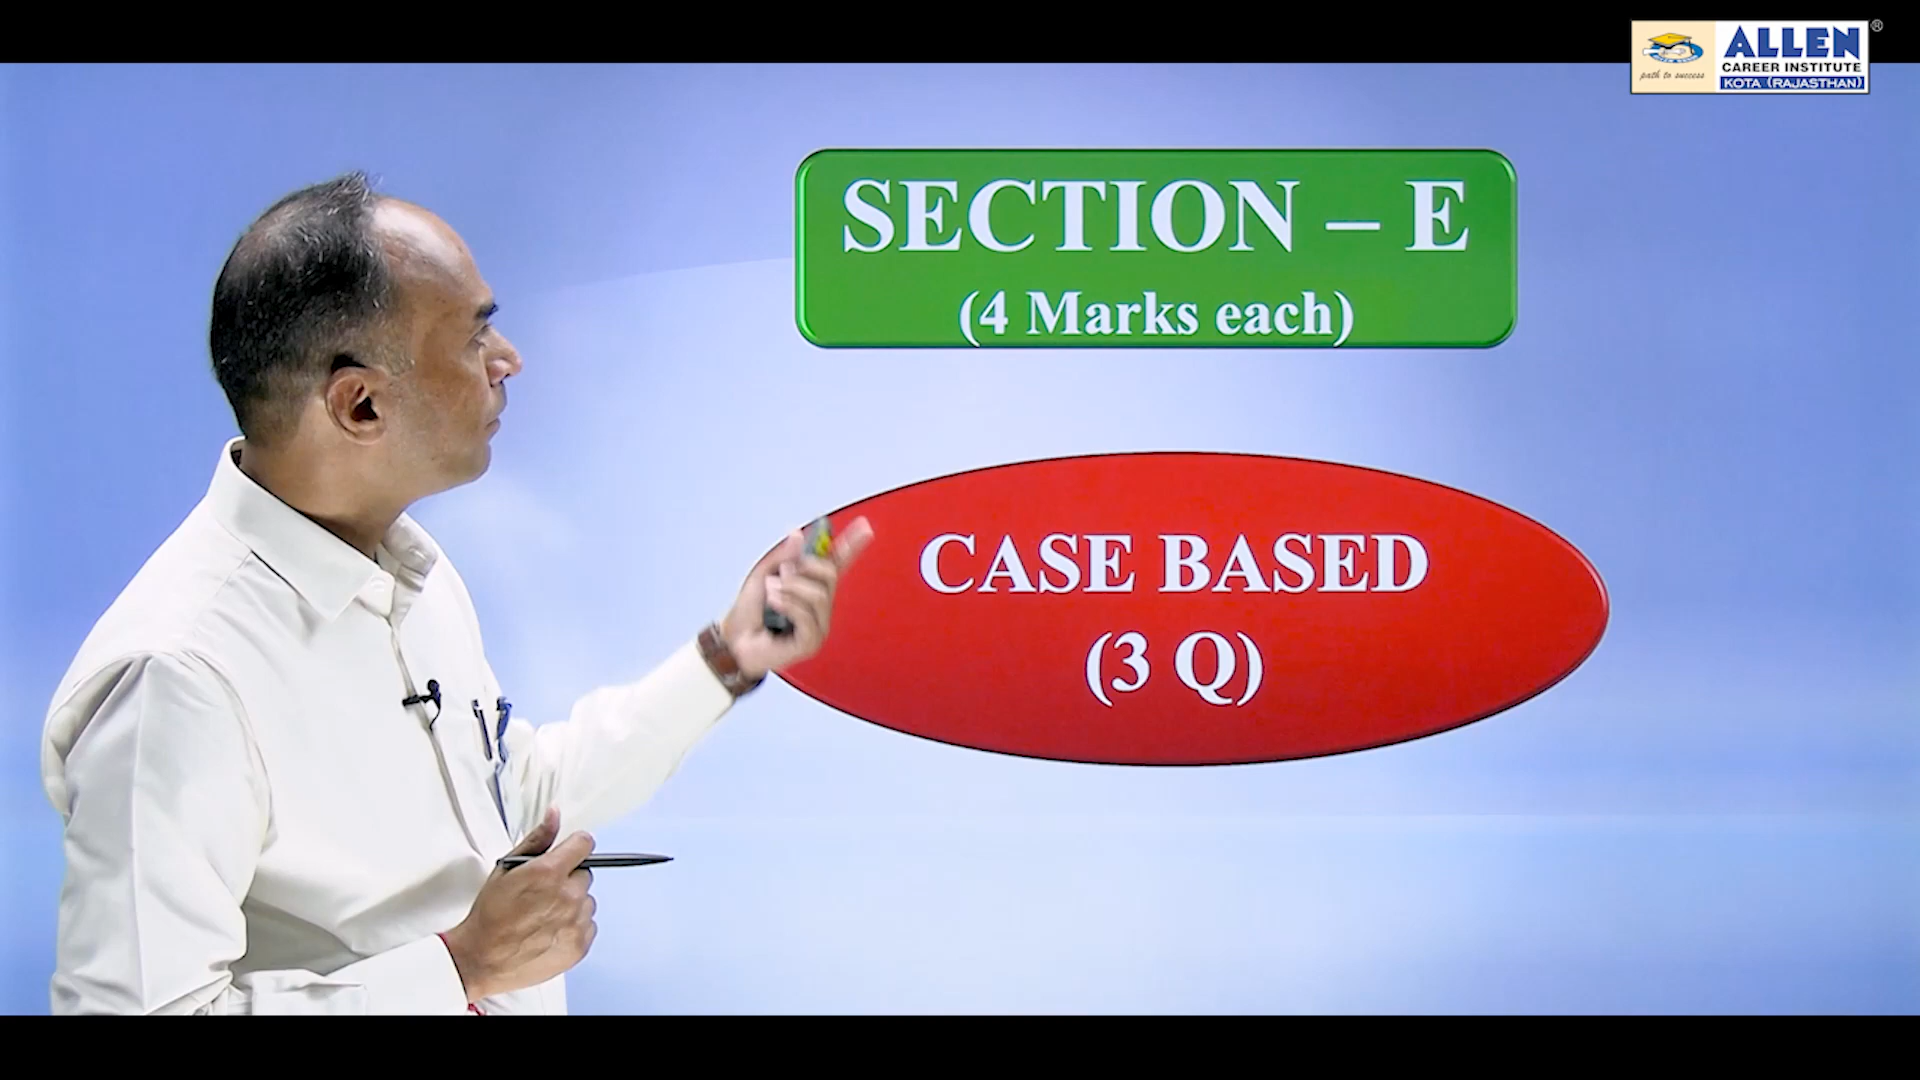 ALLEN®
CAREER INSTITUTE
KOTA (RAJASTHAN)
path to success
SECTION – E
(4 Marks each)
CASE BASED
(3 Q)